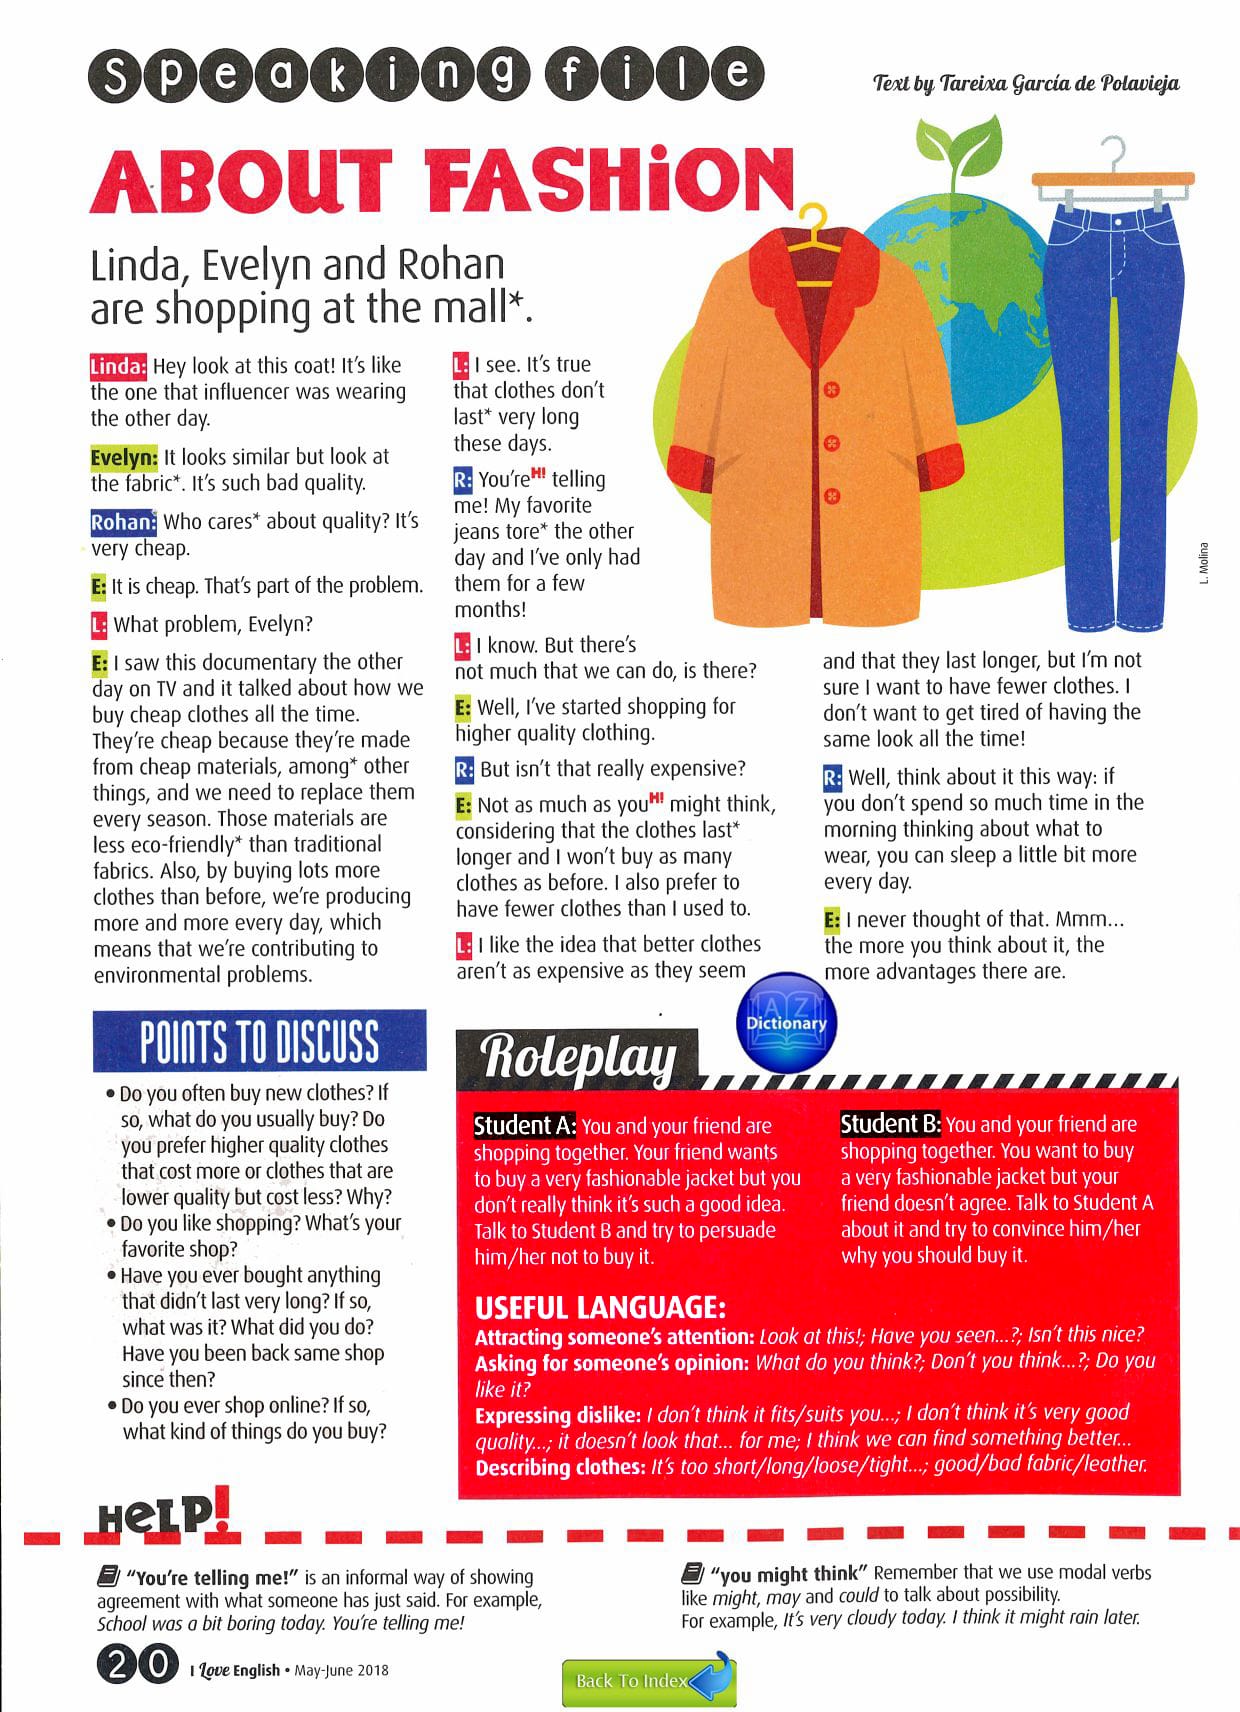 Speaking file
Text by Tareixa García de Polavieja
ABOUT FASHiON
Linda, Evelyn and Rohan
are shopping at the mall*.
Linda: Hey look at this coat! It's like
the one that influencer was wearing
the other day.
Evelyn: It looks similar but look at
the fabric*. It's such bad quality.
Rohan: Who cares* about quality? It's
very cheap.
E: It is cheap. That's part of the problem.
L: What problem, Evelyn?
E: I saw this documentary the other
day on TV and it talked about how we
buy cheap clothes all the time.
They're cheap because they're made
from cheap materials, among* other
things, and we need to replace them
every season. Those materials are
less eco-friendly* than traditional
fabrics. Also, by buying lots more
clothes than before, we're producing
more and more every day, which
means that we're contributing to
environmental problems.
L: I see. It's true
that clothes don't
last* very long
these days.
R: You're H! telling
me! My favorite
jeans tore* the other
day and I've only had
them for a few
months!
L: I know. But there's
not much that we can do, is there?
E: Well, I've started shopping for
higher quality clothing.
R: But isn't that really expensive?
E: Not as much as you H! might think,
considering that the clothes last*
longer and I won't buy as many
clothes as before. I also prefer to
have fewer clothes than I used to.
L: I like the idea that better clothes
aren't as expensive as they seem
and that they last longer, but I'm not
sure I want to have fewer clothes. I
don't want to get tired of having the
same look all the time!
R: Well, think about it this way: if
you don't spend so much time in the
morning thinking about what to
wear, you can sleep a little bit more
every day.
E: I never thought of that. Mmm...
the more you think about it, the
more advantages there are.
L. Molina
A Z
Dictionary
POINTS TO DISCUSS
• Do you often buy new clothes? If
so, what do you usually buy? Do
you prefer higher quality clothes
that cost more or clothes that are
lower quality but cost less? Why?
• Do you like shopping? What's your
favorite shop?
• Have you ever bought anything
that didn't last very long? If so,
what was it? What did you do?
Have you been back same shop
since then?
• Do you ever shop online? If so,
what kind of things do you buy?
Roleplay
Student A: You and your friend are
shopping together. Your friend wants
to buy a very fashionable jacket but you
don't really think it's such a good idea.
Talk to Student B and try to persuade
him/her not to buy it.
Student B: You and your friend are
shopping together. You want to buy
a very fashionable jacket but your
friend doesn't agree. Talk to Student A
about it and try to convince him/her
why you should buy it.
USEFUL LANGUAGE:
Attracting someone's attention: Look at this!; Have you seen...?; Isn't this nice?
Asking for someone's opinion: What do you think?; Don't you think...?; Do you
like it?
Expressing dislike: I don't think it fits/suits you...; I don't think it's very good
quality...; it doesn't look that... for me; I think we can find something better...
Describing clothes: It's too short/long/loose/tight...; good/bad fabric/leather.
HeLP!
"You're telling me!" is an informal way of showing
agreement with what someone has just said. For example,
School was a bit boring today. You're telling me!
"you might think" Remember that we use modal verbs
like might, may and could to talk about possibility.
For example, It's very cloudy today. I think it might rain later.
20 I Love English • May-June 2018
Back To Index